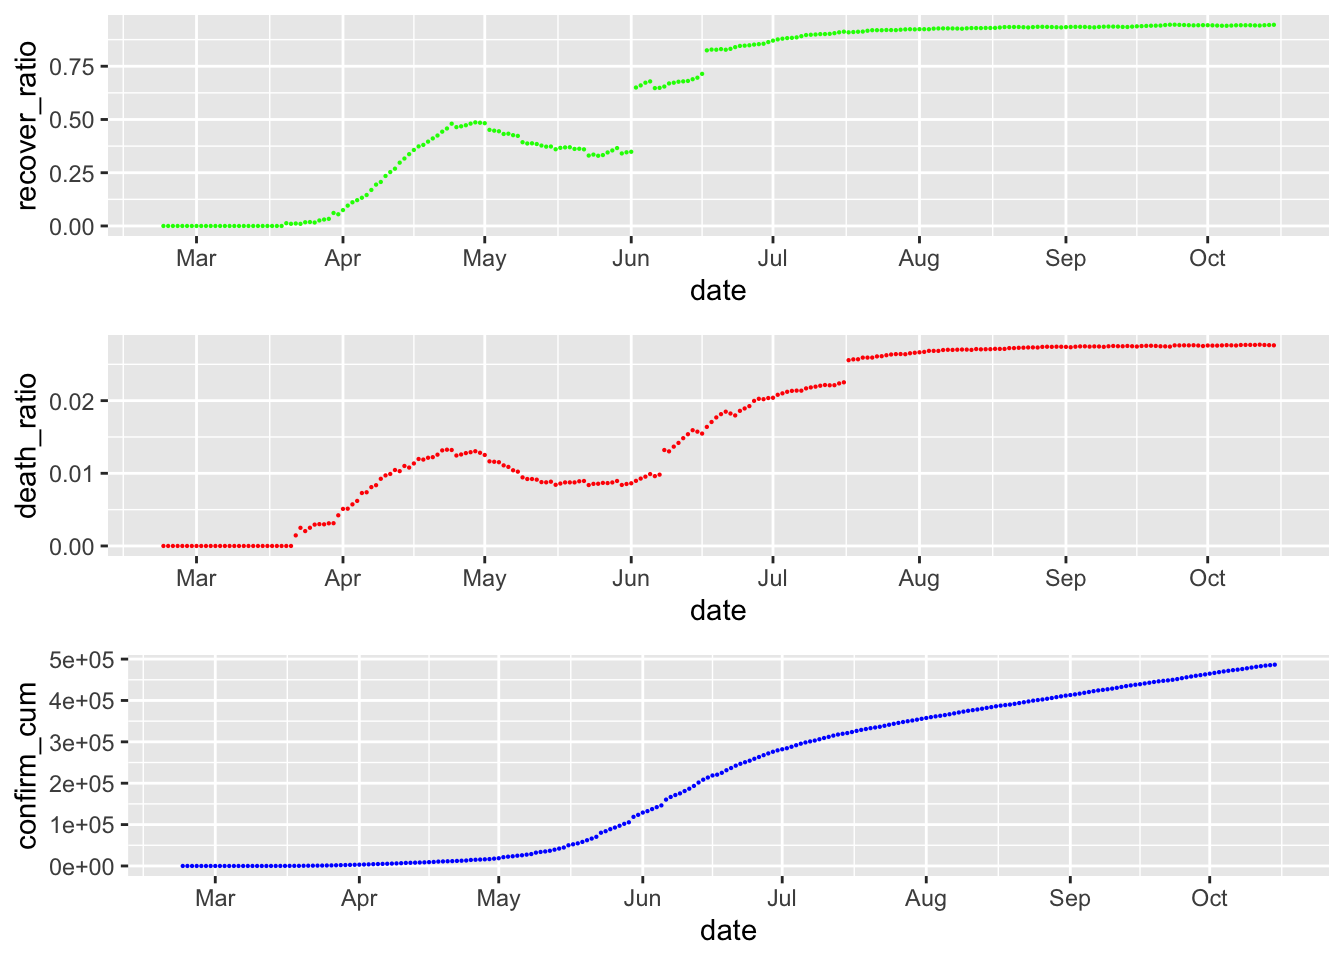 recover_ratio
0.75
0.50
0.25
0.00
Mar Apr May Jun Jul Aug Sep Oct
date
death_ratio
0.02
0.01
0.00
Mar Apr May Jun Jul Aug Sep Oct
date
confirm_cum
5e+05
4e+05
3e+05
2e+05
1e+05
0e+00
Mar Apr May Jun Jul Aug Sep Oct
date